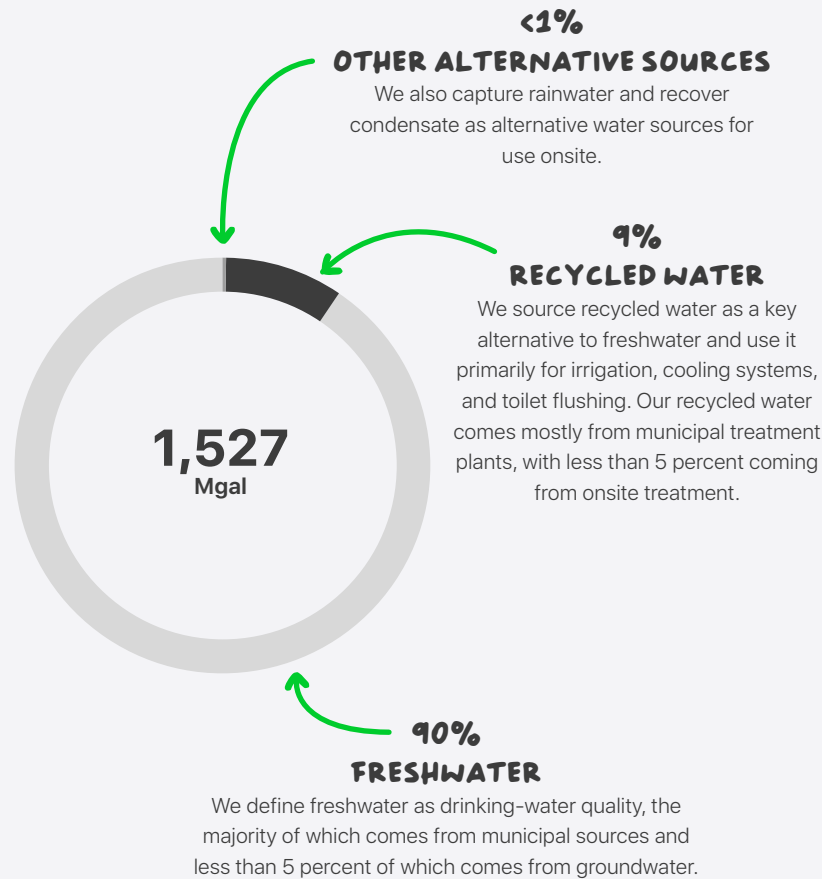 <1%
OTHER ALTERNATIVE SOURCES
We also capture rainwater and recover
condensate as alternative water sources for
use onsite.
9%
RECYCLED WATER
We source recycled water as a key
alternative to freshwater and use it
primarily for irrigation, cooling systems,
and toilet flushing. Our recycled water
comes mostly from municipal treatment
plants, with less than 5 percent coming
from onsite treatment.
1,527
Mgal
90%
FRESHWATER
We define freshwater as drinking-water quality, the
majority of which comes from municipal sources and
less than 5 percent of which comes from groundwater.